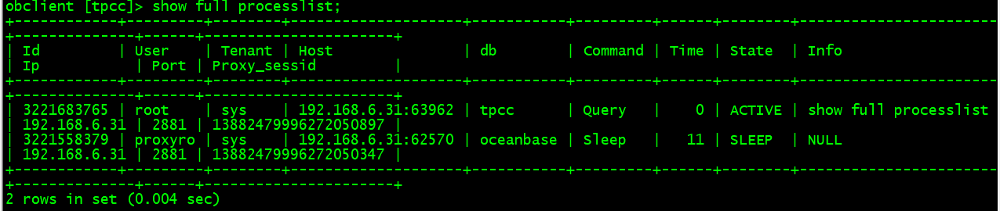 obclient [tpcc]> show full processlist;
+------------+---------+--------+--------------------+-----------+---------+------+--------+-----------------------
+--------------+------+----------------------+
| Id         | User    | Tenant | Host               | db        | Command | Time | State  | Info
| Ip           | Port | Proxy_sessid         |
+------------+---------+--------+--------------------+-----------+---------+------+--------+-----------------------
+--------------+------+----------------------+
| 3221683765 | root    | sys    | 192.168.6.31:63962 | tpcc      | Query   |    0 | ACTIVE | show full processlist
| 192.168.6.31 | 2881 | 13882479996272050897 |
| 3221558379 | proxyro | sys    | 192.168.6.31:62570 | oceanbase | Sleep   |   11 | SLEEP  | NULL
| 192.168.6.31 | 2881 | 13882479996272050347 |
+------------+---------+--------+--------------------+-----------+---------+------+--------+-----------------------
+--------------+------+----------------------+
2 rows in set (0.004 sec)